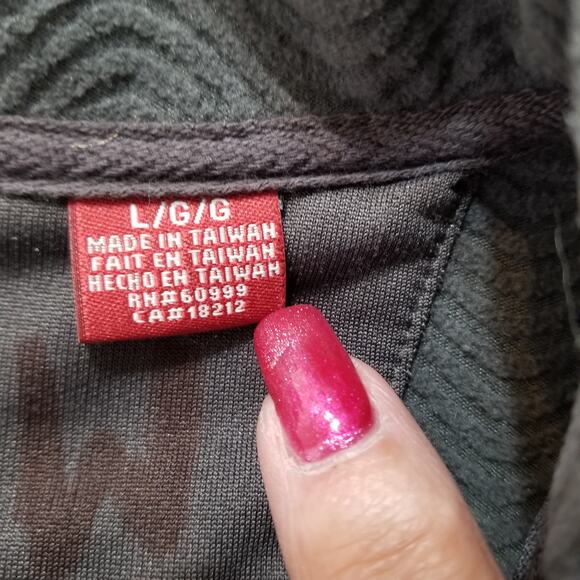 L/G/G
MADE IN TAIWAN
FAIT EN TAIWAN
HECHO EN TAIWAN
RN#60999
CA#18212